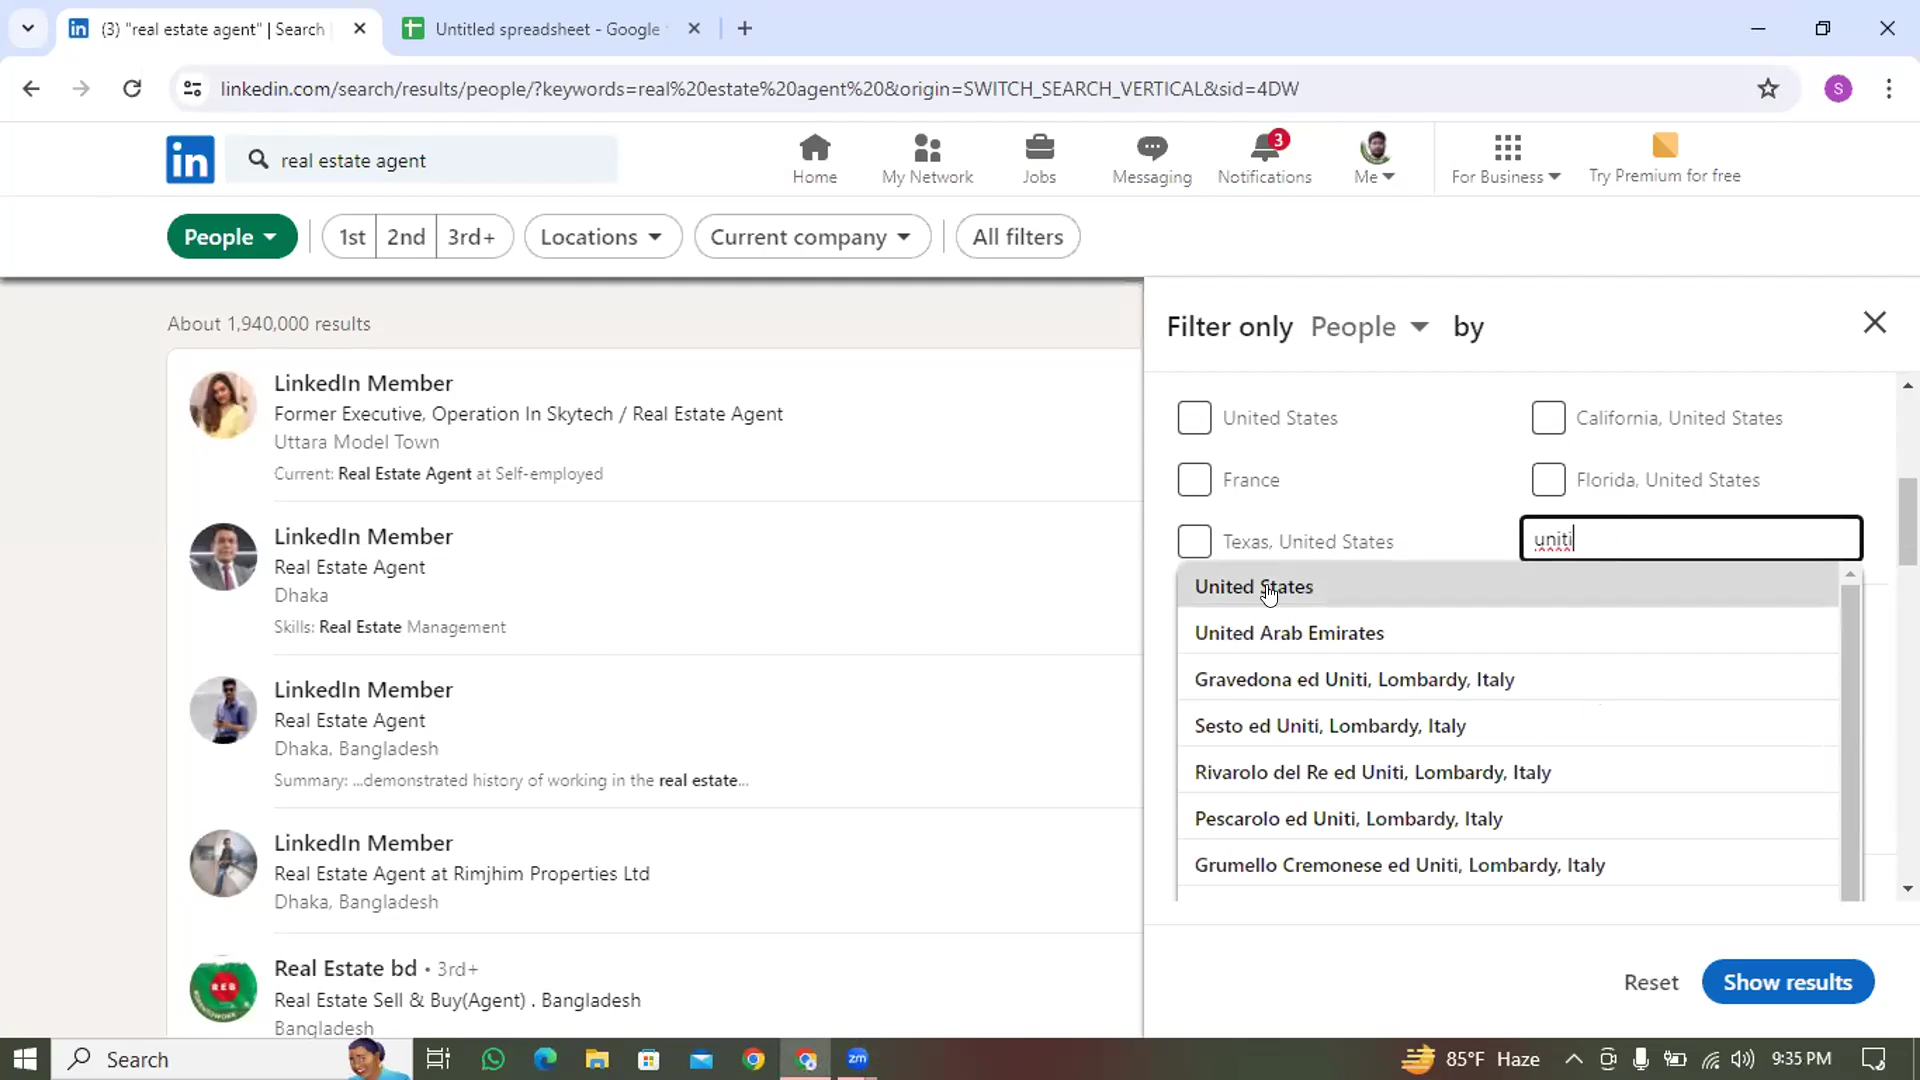 (3) "real estate agent" | Search
Untitled spreadsheet - Google
linkedin.com/search/results/people/?keywords=real%20estate%20agent%20&origin=SWITCH_SEARCH_VERTICAL&sid=4DW
S
in
real estate agent
Home
My Network
Jobs
Messaging
3
Notifications
Me
For Business
Try Premium for free
People
1st
2nd
3rd+
Locations
Current company
All filters
About 1,940,000 results
LinkedIn Member
Former Executive, Operation In Skytech / Real Estate Agent
Uttara Model Town
Current: Real Estate Agent at Self-employed
LinkedIn Member
Real Estate Agent
Dhaka
Skills: Real Estate Management
LinkedIn Member
Real Estate Agent
Dhaka, Bangladesh
Summary: ...demonstrated history of working in the real estate...
LinkedIn Member
Real Estate Agent at Rimjhim Properties Ltd
Dhaka, Bangladesh
REB
Real Estate bd • 3rd+
Real Estate Sell & Buy(Agent) . Bangladesh
Bangladesh
Filter only People by
United States
California, United States
France
Florida, United States
Texas, United States
uniti
United States
United Arab Emirates
Gravedona ed Uniti, Lombardy, Italy
Sesto ed Uniti, Lombardy, Italy
Rivarolo del Re ed Uniti, Lombardy, Italy
Pescarolo ed Uniti, Lombardy, Italy
Grumello Cremonese ed Uniti, Lombardy, Italy
Reset
Show results
Search
zm
85°F Haze
9:35 PM